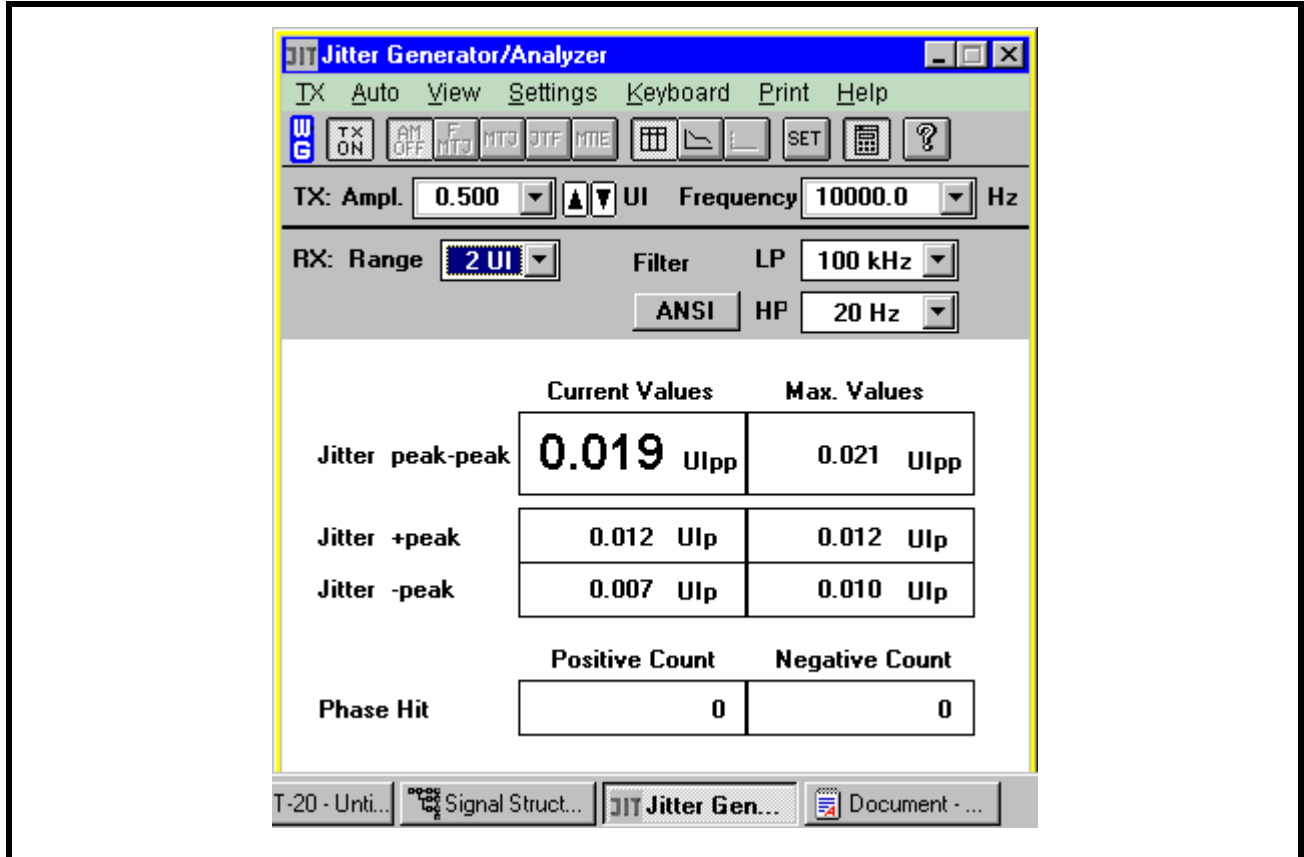 JIT Jitter Generator/Analyzer
TX Auto View Settings Keyboard Print Help
WG TX ON AM OFF F MTJ MTJ JTF MTIE SET ?
TX: Ampl. 0.500 UI Frequency 10000.0 Hz
RX: Range 2 UI Filter LP 100 kHz
ANSI HP 20 Hz
Current Values Max. Values
Jitter peak-peak 0.019 UIpp 0.021 UIpp
Jitter +peak 0.012 UIp 0.012 UIp
Jitter -peak 0.007 UIp 0.010 UIp
Positive Count Negative Count
Phase Hit 0 0
T-20 - Unti... Signal Struct... JIT Jitter Gen... Document - ...